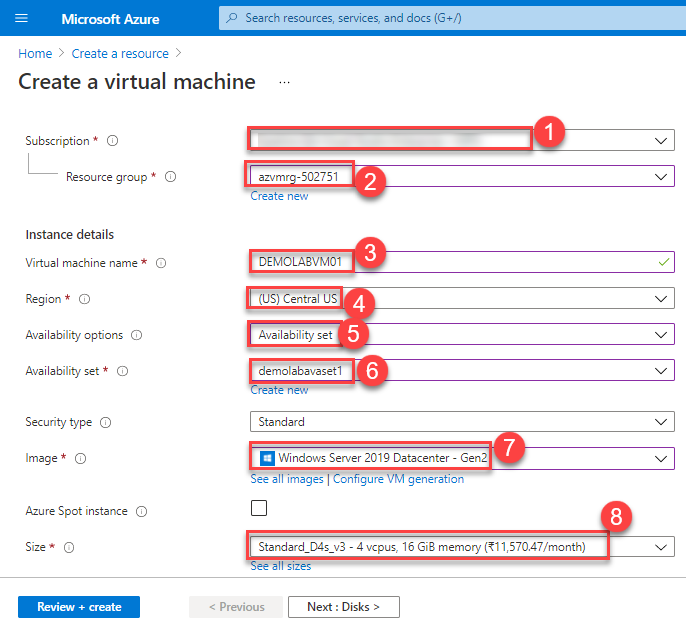 Microsoft Azure
Search resources, services, and docs (G+/)
Home > Create a resource >
Create a virtual machine ...
Subscription *
1
Resource group *
azvmrg-502751
2
Create new
Instance details
Virtual machine name *
DEMOLABVM01
3
Region *
(US) Central US
4
Availability options
Availability set
5
Availability set *
demolabavaset1
6
Create new
Security type
Standard
Image *
Windows Server 2019 Datacenter - Gen2
7
See all images | Configure VM generation
Azure Spot instance
8
Size *
Standard_D4s_v3 - 4 vcpus, 16 GiB memory (₹11,570.47/month)
See all sizes
Review + create
< Previous
Next : Disks >